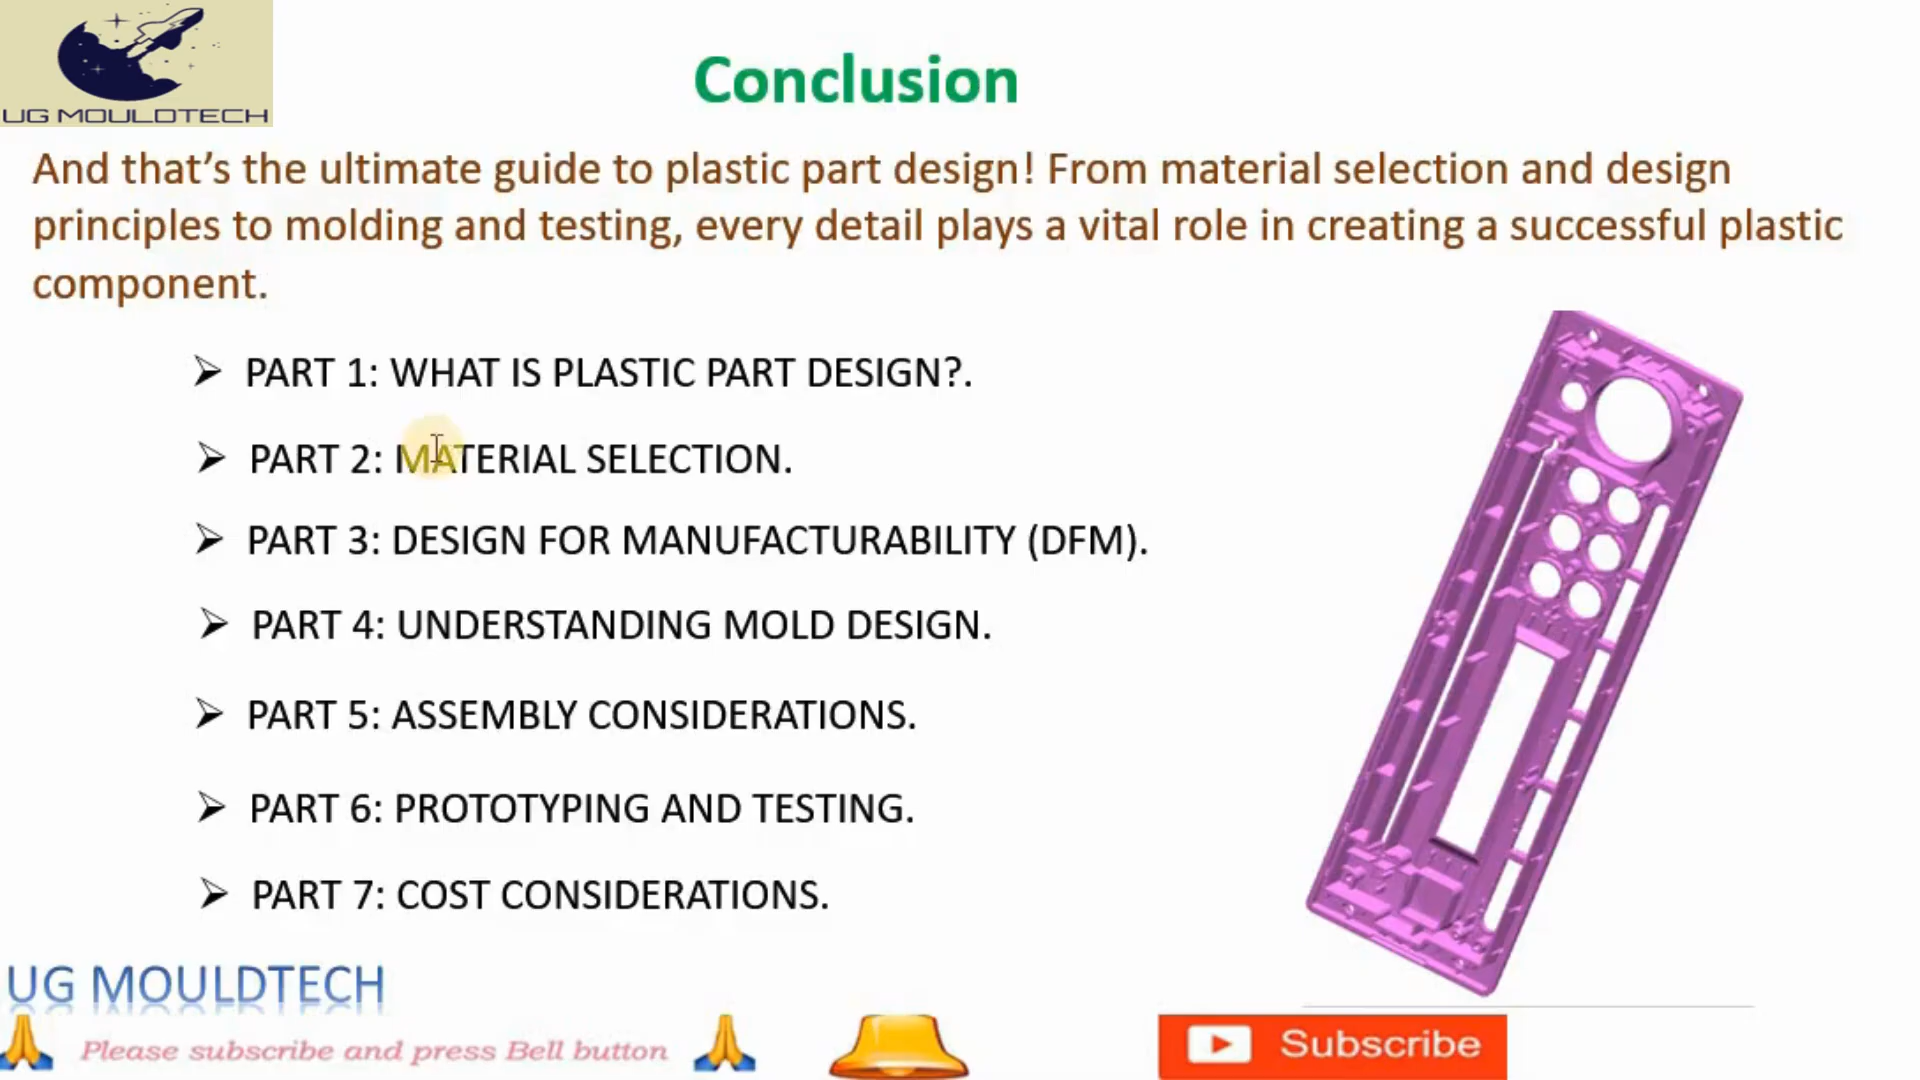 UG MOULDTECH
Conclusion
And that's the ultimate guide to plastic part design! From material selection and design
principles to molding and testing, every detail plays a vital role in creating a successful plastic
component.
➢ PART 1: WHAT IS PLASTIC PART DESIGN?.
➢ PART 2: MATERIAL SELECTION.
➢ PART 3: DESIGN FOR MANUFACTURABILITY (DFM).
➢ PART 4: UNDERSTANDING MOLD DESIGN.
➢ PART 5: ASSEMBLY CONSIDERATIONS.
➢ PART 6: PROTOTYPING AND TESTING.
➢ PART 7: COST CONSIDERATIONS.
UG MOULDTECH
Please subscribe and press Bell button
Subscribe